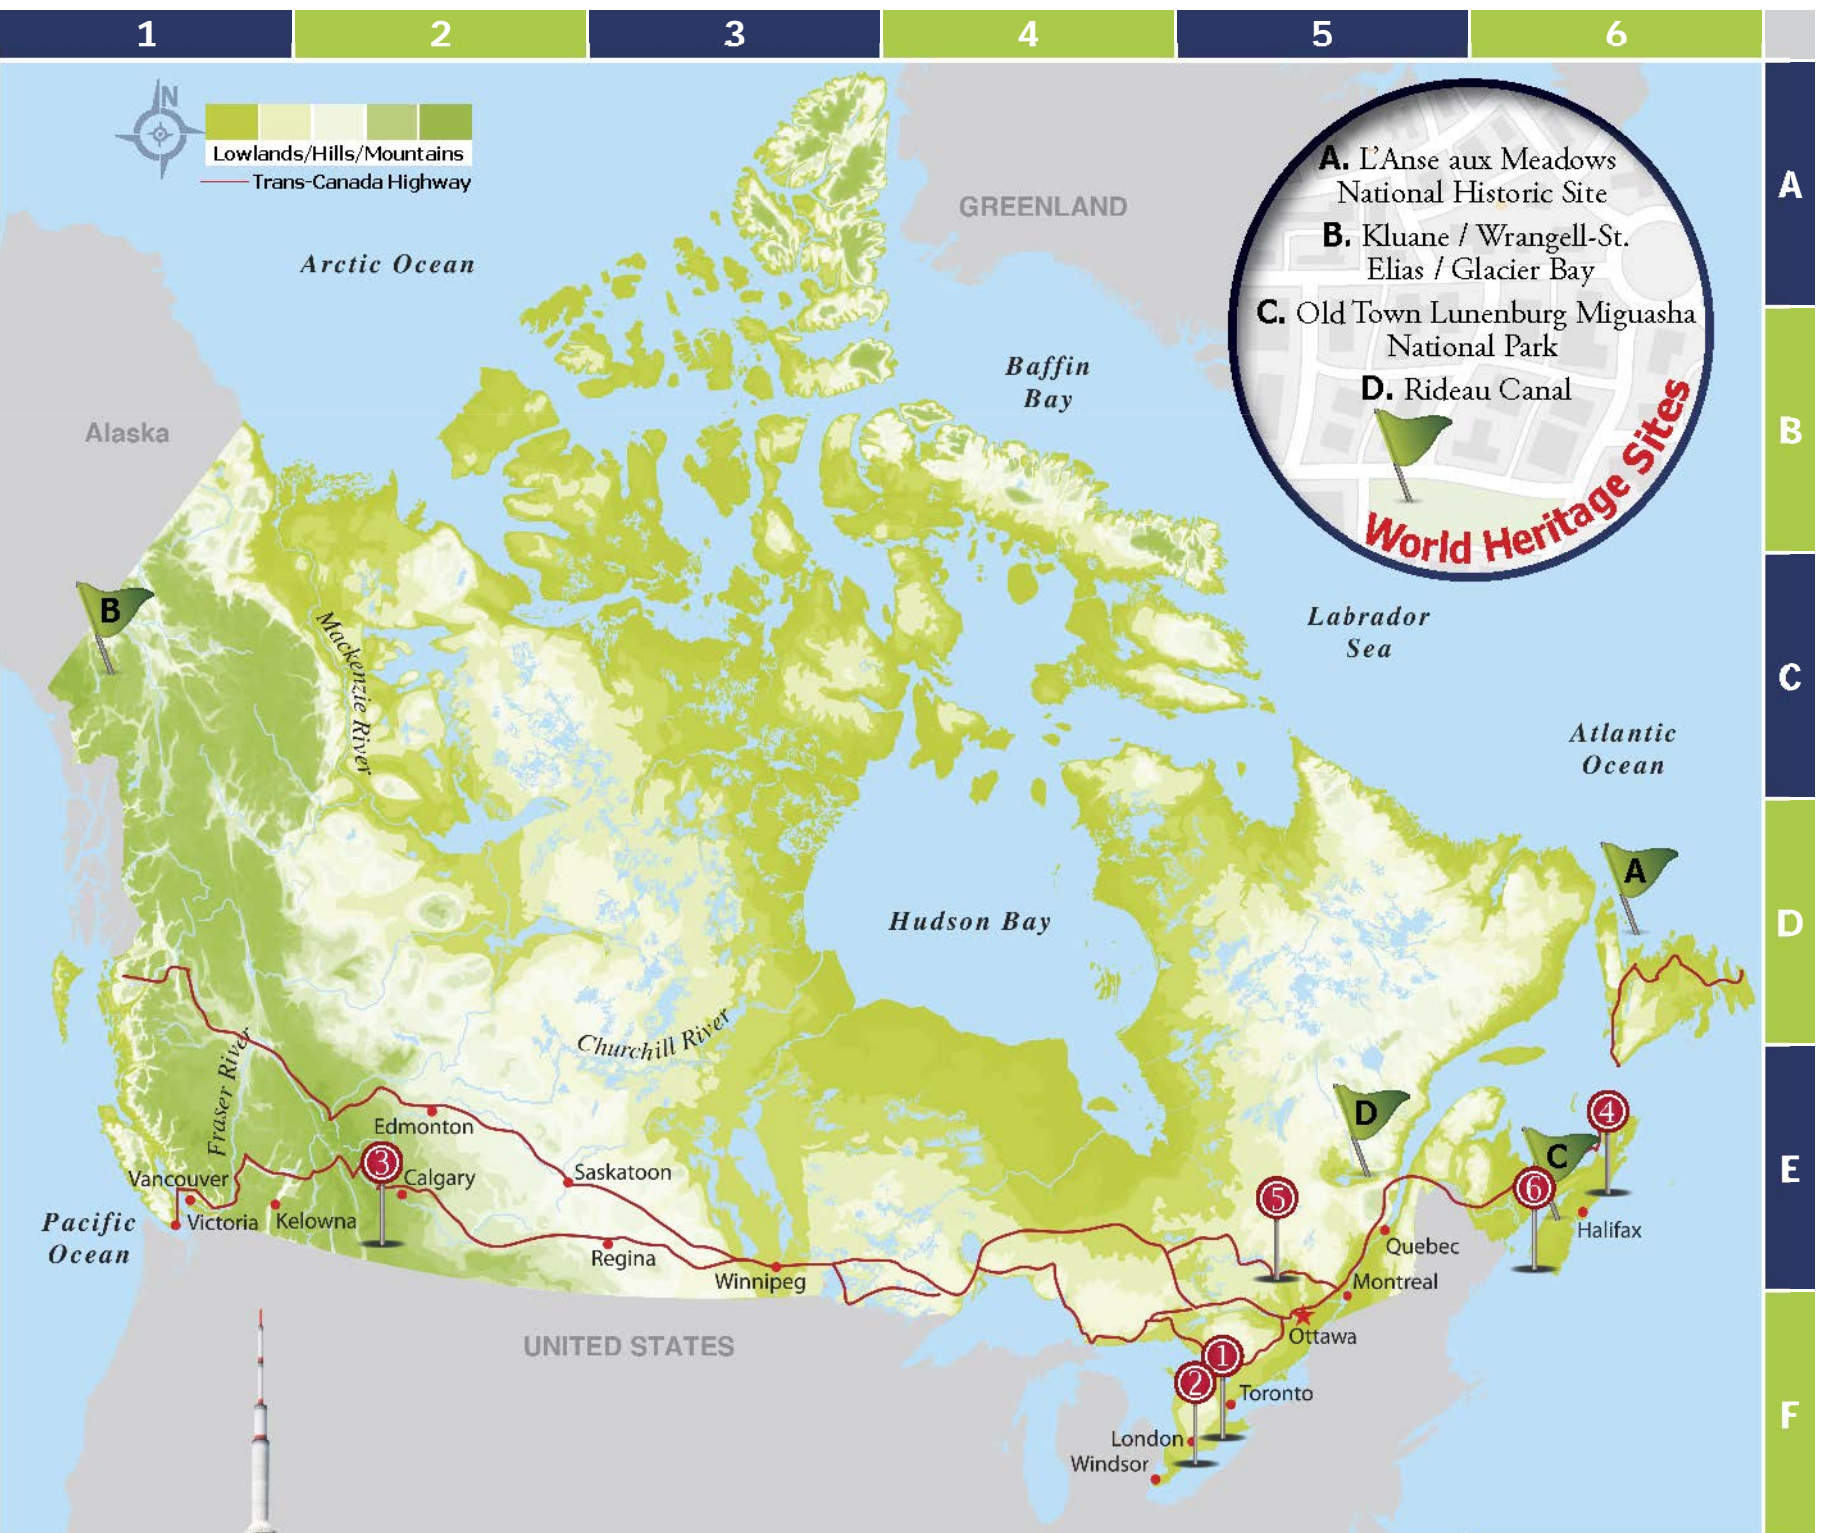 1 2 3 4 5 6
N
Lowlands/Hills/Mountains
Trans-Canada Highway
A. L'Anse aux Meadows
National Historic Site
B. Kluane / Wrangell-St.
Elias / Glacier Bay
C. Old Town Lunenburg Miguasha
National Park
D. Rideau Canal
World Heritage Sites
A
B
C
D
E
F
GREENLAND
Arctic Ocean
Baffin
Bay
Alaska
B
Labrador
Sea
Mackenzie River
Atlantic
Ocean
A
Hudson Bay
Churchill River
Fraser River
D
4
Edmonton
C
3
Saskatoon
Vancouver
Calgary
6
5
Pacific
Ocean
Victoria
Kelowna
Halifax
Quebec
Regina
Winnipeg
Montreal
UNITED STATES
Ottawa
1
2
Toronto
London
Windsor